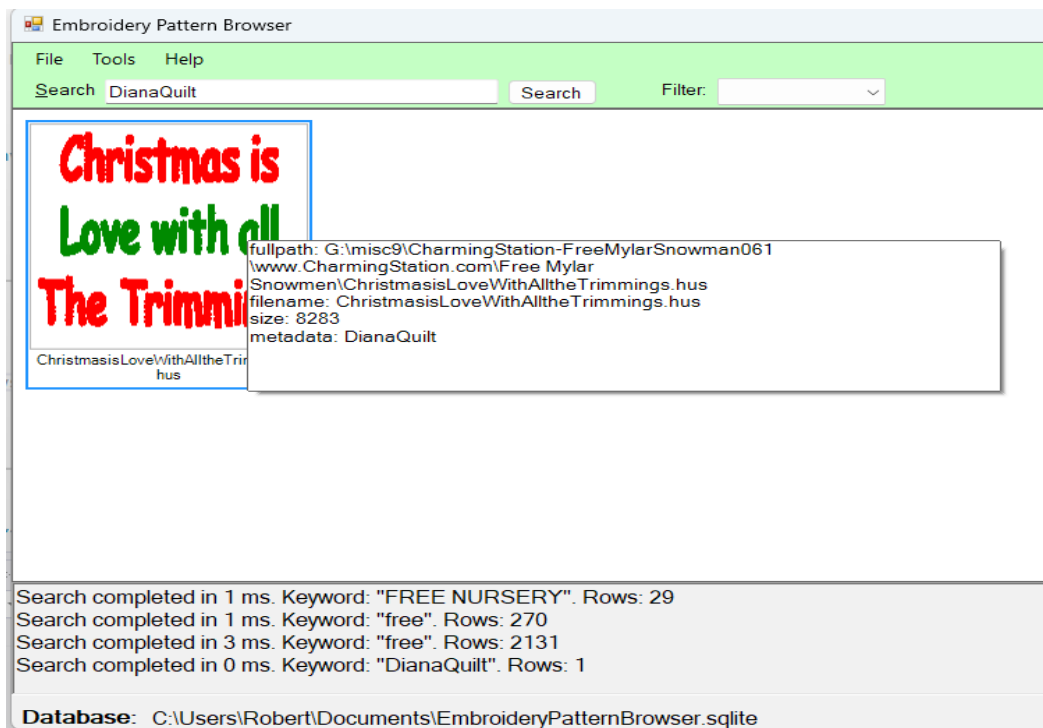 Embroidery Pattern Browser
File Tools Help
Search DianaQuilt Search Filter:
Christmas is
Love with all
The Trimmi
ChristmasisLoveWithAlltheTri
hus
fullpath: G:\misc9\CharmingStation-FreeMylarSnowman061
\www.CharmingStation.com\Free Mylar
Snowmen\ChristmasisLoveWithAlltheTrimmings.hus
filename: ChristmasisLoveWithAlltheTrimmings.hus
size: 8283
metadata: DianaQuilt
Search completed in 1 ms. Keyword: "FREE NURSERY". Rows: 29
Search completed in 1 ms. Keyword: "free". Rows: 270
Search completed in 3 ms. Keyword: "free". Rows: 2131
Search completed in 0 ms. Keyword: "DianaQuilt". Rows: 1
Database: C:\Users\Robert\Documents\EmbroideryPatternBrowser.sqlite